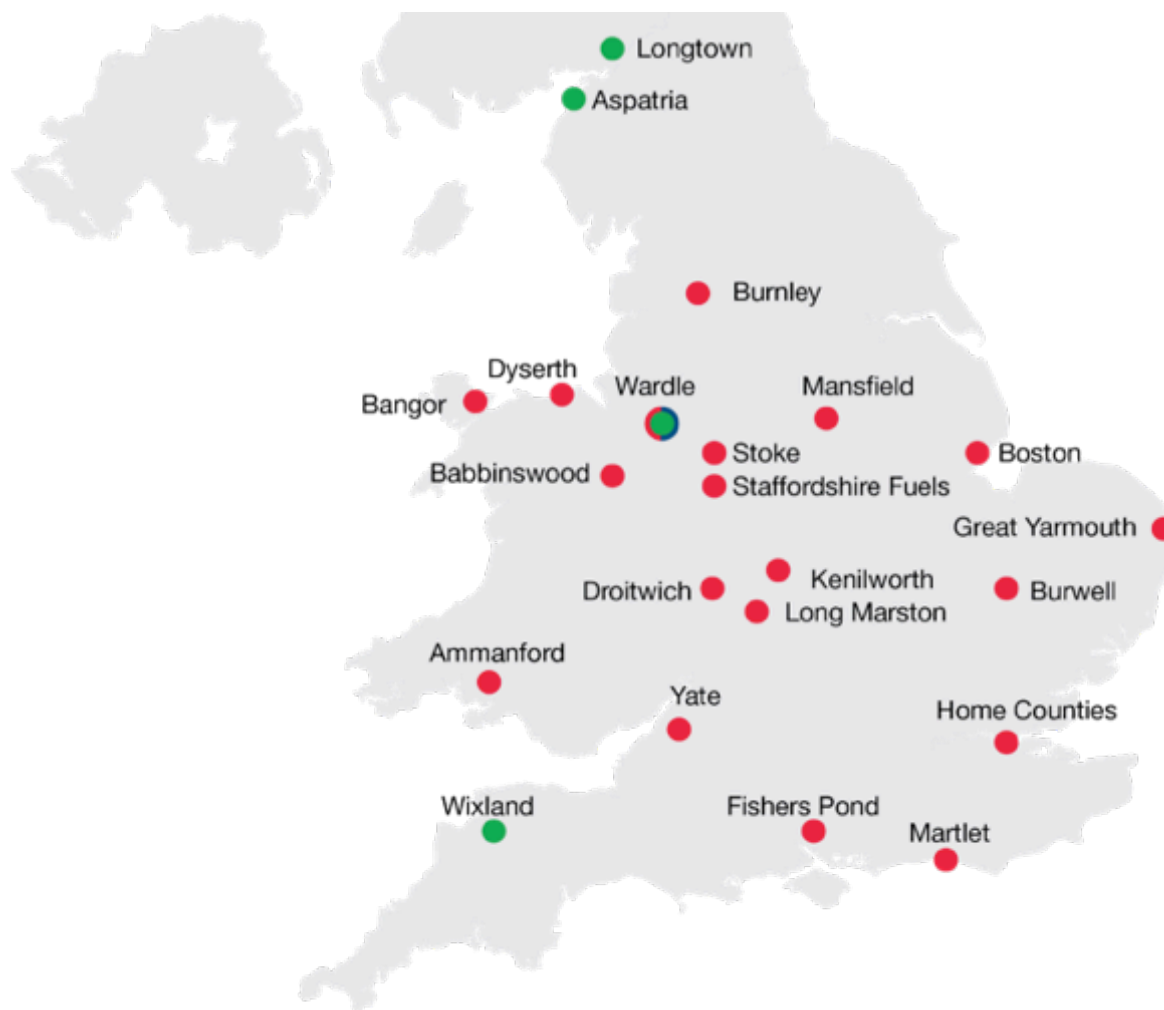 Longtown
Aspatria
Burnley
Dyserth
Wardle
Mansfield
Bangor
Stoke
Boston
Babbinswood
Staffordshire Fuels
Great Yarmouth
Kenilworth
Droitwich
Burwell
Long Marston
Ammanford
Yate
Home Counties
Wixland
Fishers Pond
Martlet